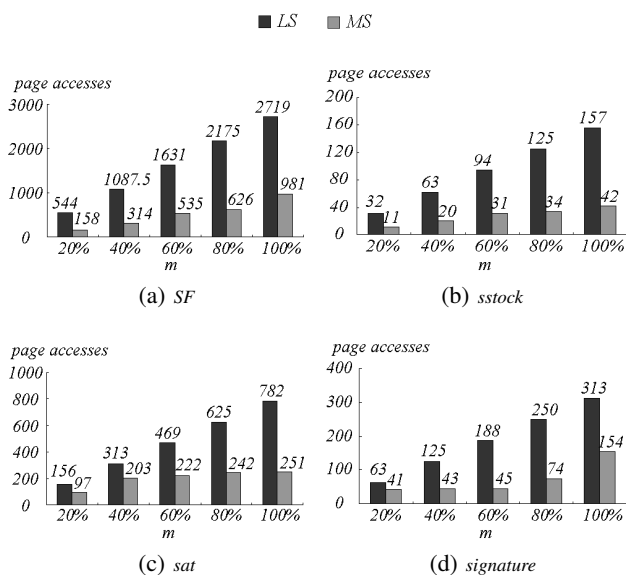 LS MS
page accesses
3000
2000
1000
0
544 158 1087.5 314 1631 535 2175 626 2719 981
20% 40% 60% 80% 100%
m
(a) SF
page accesses
200
160
120
80
40
0
32 11 63 20 94 31 125 34 157 42
20% 40% 60% 80% 100%
m
(b) sstock
page accesses
1000
800
600
400
200
0
156 97 313 203 469 222 625 242 782 251
20% 40% 60% 80% 100%
m
(c) sat
page accesses
400
300
200
100
0
63 41 125 43 188 45 250 74 313 154
20% 40% 60% 80% 100%
m
(d) signature